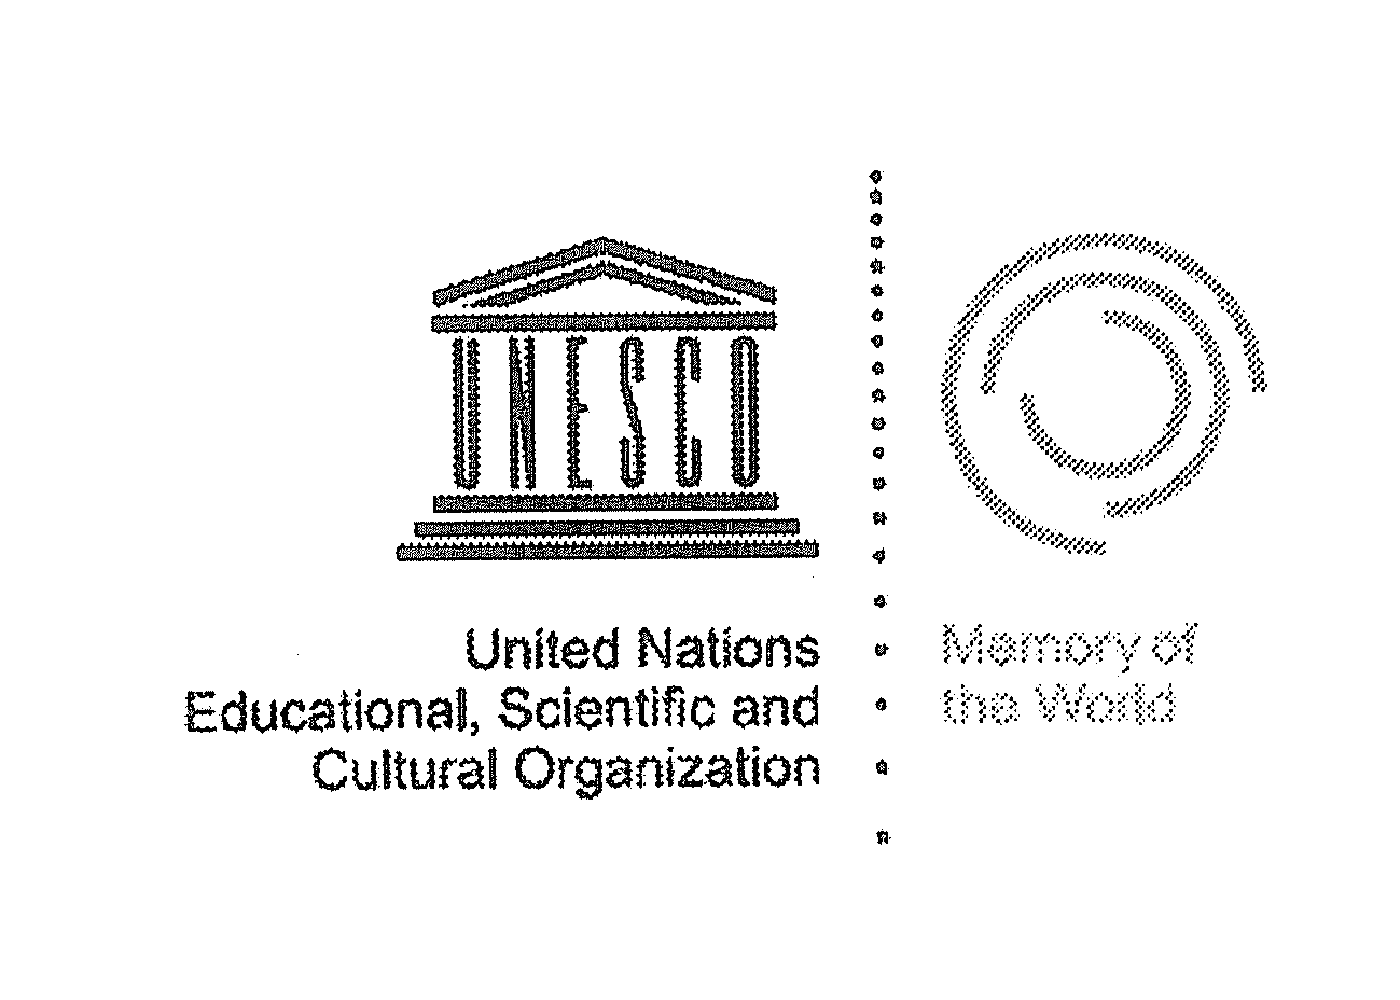 UNESCO
United Nations
Educational, Scientific and
Cultural Organization
Memory of
the World